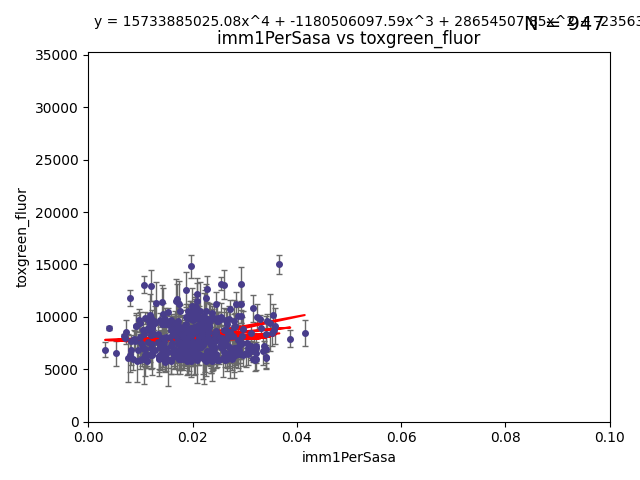 y = 15733885025.08x^4 + -1180506097.59x^3 +
N = 947
imm1PerSasa vs toxgreen_fluor
35000
30000
25000
20000
15000
10000
5000
0
toxgreen_fluor
0.00 0.02 0.04 0.06 0.08 0.10
imm1PerSasa